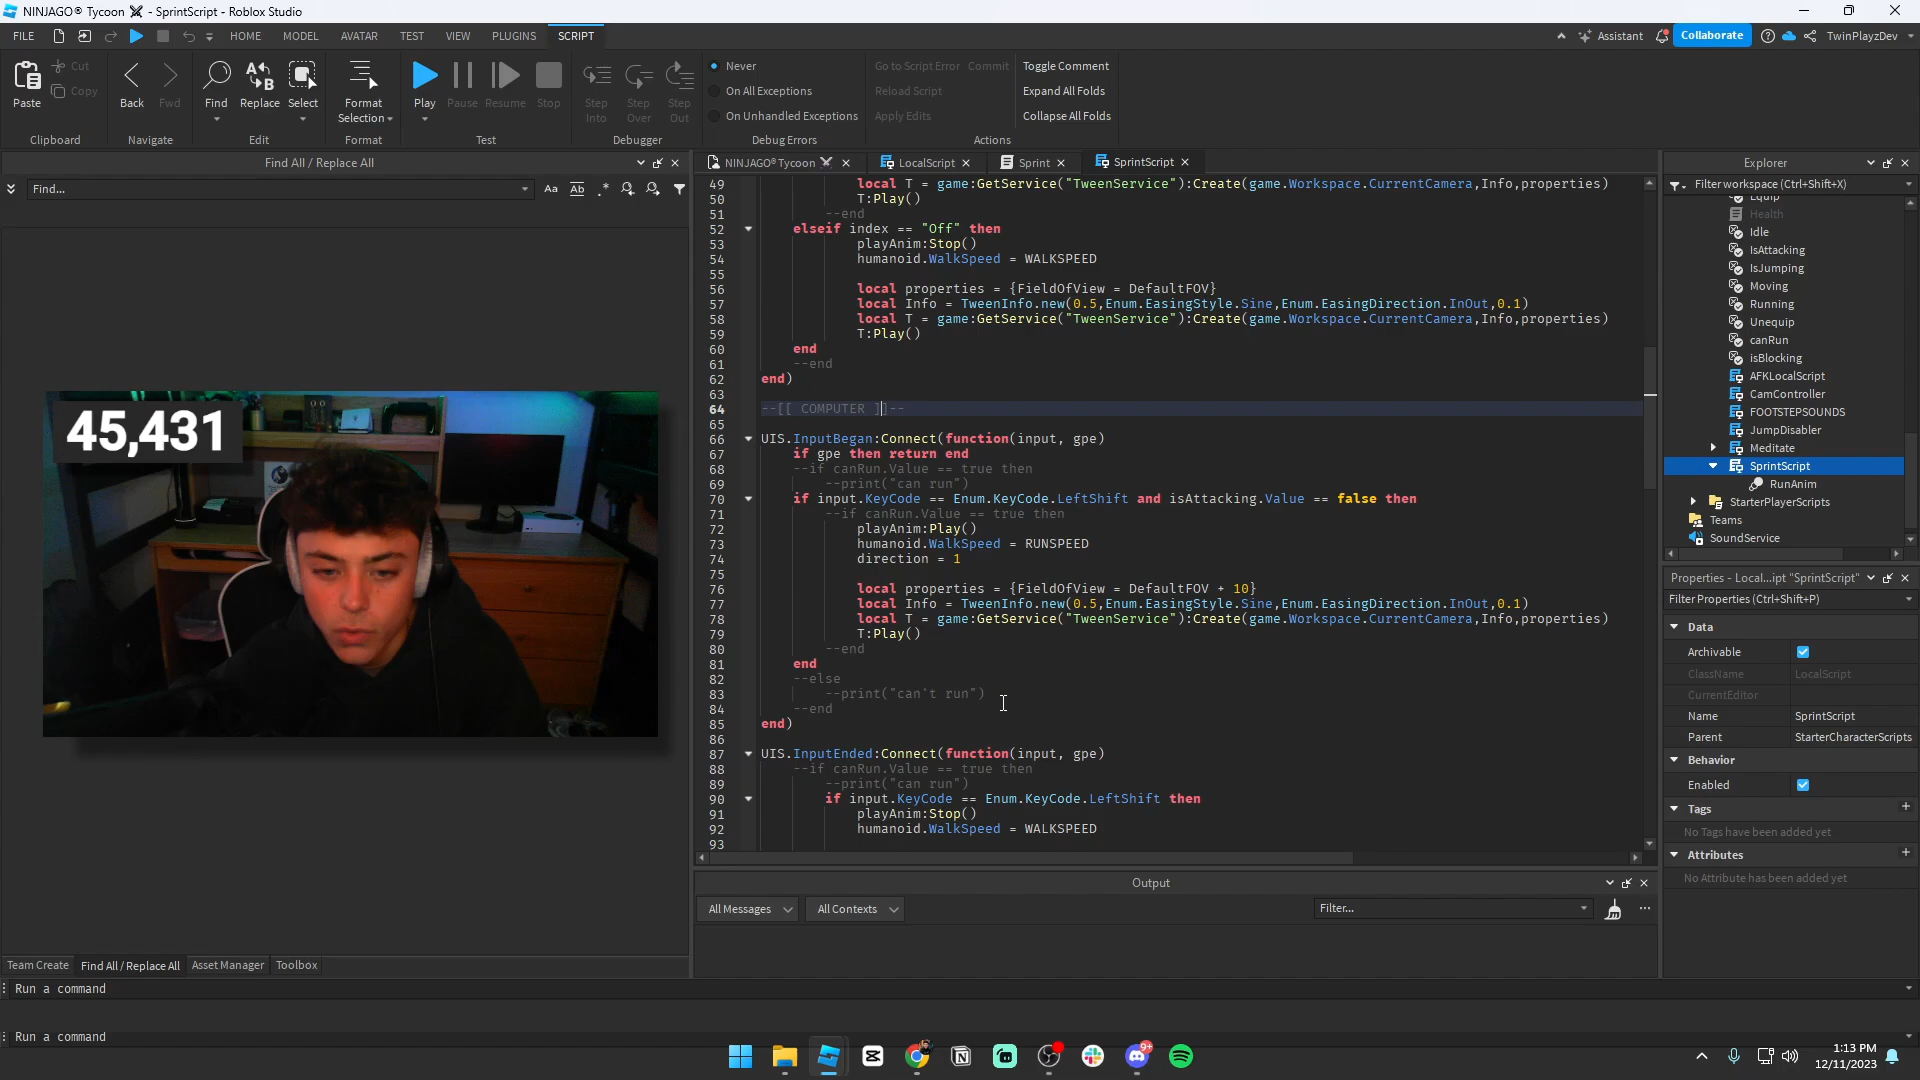 NINJAGO® Tycoon ⚔ - SprintScript - Roblox Studio
FILE HOME MODEL AVATAR TEST VIEW PLUGINS SCRIPT Assistant Collaborate TwinPlayzDev
Paste Cut Copy Back Fwd Find Replace Select Format Selection Play Pause Resume Stop Step Into Step Over Step Out
Never
On All Exceptions
On Unhandled Exceptions
Go to Script Error Commit
Reload Script
Apply Edits
Toggle Comment
Expand All Folds
Collapse All Folds
Clipboard Navigate Edit Format Test Debugger Debug Errors Actions
Find All / Replace All
Find... Aa Ab .*
45,431
NINJAGO® Tycoon ⚔ LocalScript Sprint SprintScript
49 local T = game:GetService("TweenService"):Create(game.Workspace.CurrentCamera,Info,properties)
50 T:Play()
51 --end
52 elseif index == "Off" then
53 playAnim:Stop()
54 humanoid.WalkSpeed = WALKSPEED
55
56 local properties = {FieldOfView = DefaultFOV}
57 local Info = TweenInfo.new(0.5,Enum.EasingStyle.Sine,Enum.EasingDirection.InOut,0.1)
58 local T = game:GetService("TweenService"):Create(game.Workspace.CurrentCamera,Info,properties)
59 T:Play()
60 end
61 --end
62 end)
63
64 --[[ COMPUTER ]]--
65
66 UIS.InputBegan:Connect(function(input, gpe)
67 if gpe then return end
68 --if canRun.Value == true then
69 --print("can run")
70 if input.KeyCode == Enum.KeyCode.LeftShift and isAttacking.Value == false then
71 --if canRun.Value == true then
72 playAnim:Play()
73 humanoid.WalkSpeed = RUNSPEED
74 direction = 1
75
76 local properties = {FieldOfView = DefaultFOV + 10}
77 local Info = TweenInfo.new(0.5,Enum.EasingStyle.Sine,Enum.EasingDirection.InOut,0.1)
78 local T = game:GetService("TweenService"):Create(game.Workspace.CurrentCamera,Info,properties)
79 T:Play()
80 --end
81 end
82 --else
83 --print("can't run")
84 --end
85 end)
86
87 UIS.InputEnded:Connect(function(input, gpe)
88 --if canRun.Value == true then
89 --print("can run")
90 if input.KeyCode == Enum.KeyCode.LeftShift then
91 playAnim:Stop()
92 humanoid.WalkSpeed = WALKSPEED
93
Output
All Messages All Contexts Filter...
Explorer
Filter workspace (Ctrl+Shift+X)
Equip
Health
Idle
IsAttacking
IsJumping
Moving
Running
Unequip
canRun
isBlocking
AFKLocalScript
CamController
FOOTSTEPSOUNDS
JumpDisabler
Meditate
SprintScript
RunAnim
StarterPlayerScripts
Teams
SoundService
Properties - Local...ipt "SprintScript"
Filter Properties (Ctrl+Shift+P)
Data
Archivable
ClassName LocalScript
CurrentEditor
Name SprintScript
Parent StarterCharacterScripts
Behavior
Enabled
Tags
No Tags have been added yet
Attributes
No Attribute has been added yet
Team Create Find All / Replace All Asset Manager Toolbox
Run a command
Run a command
9+
1:13 PM
12/11/2023